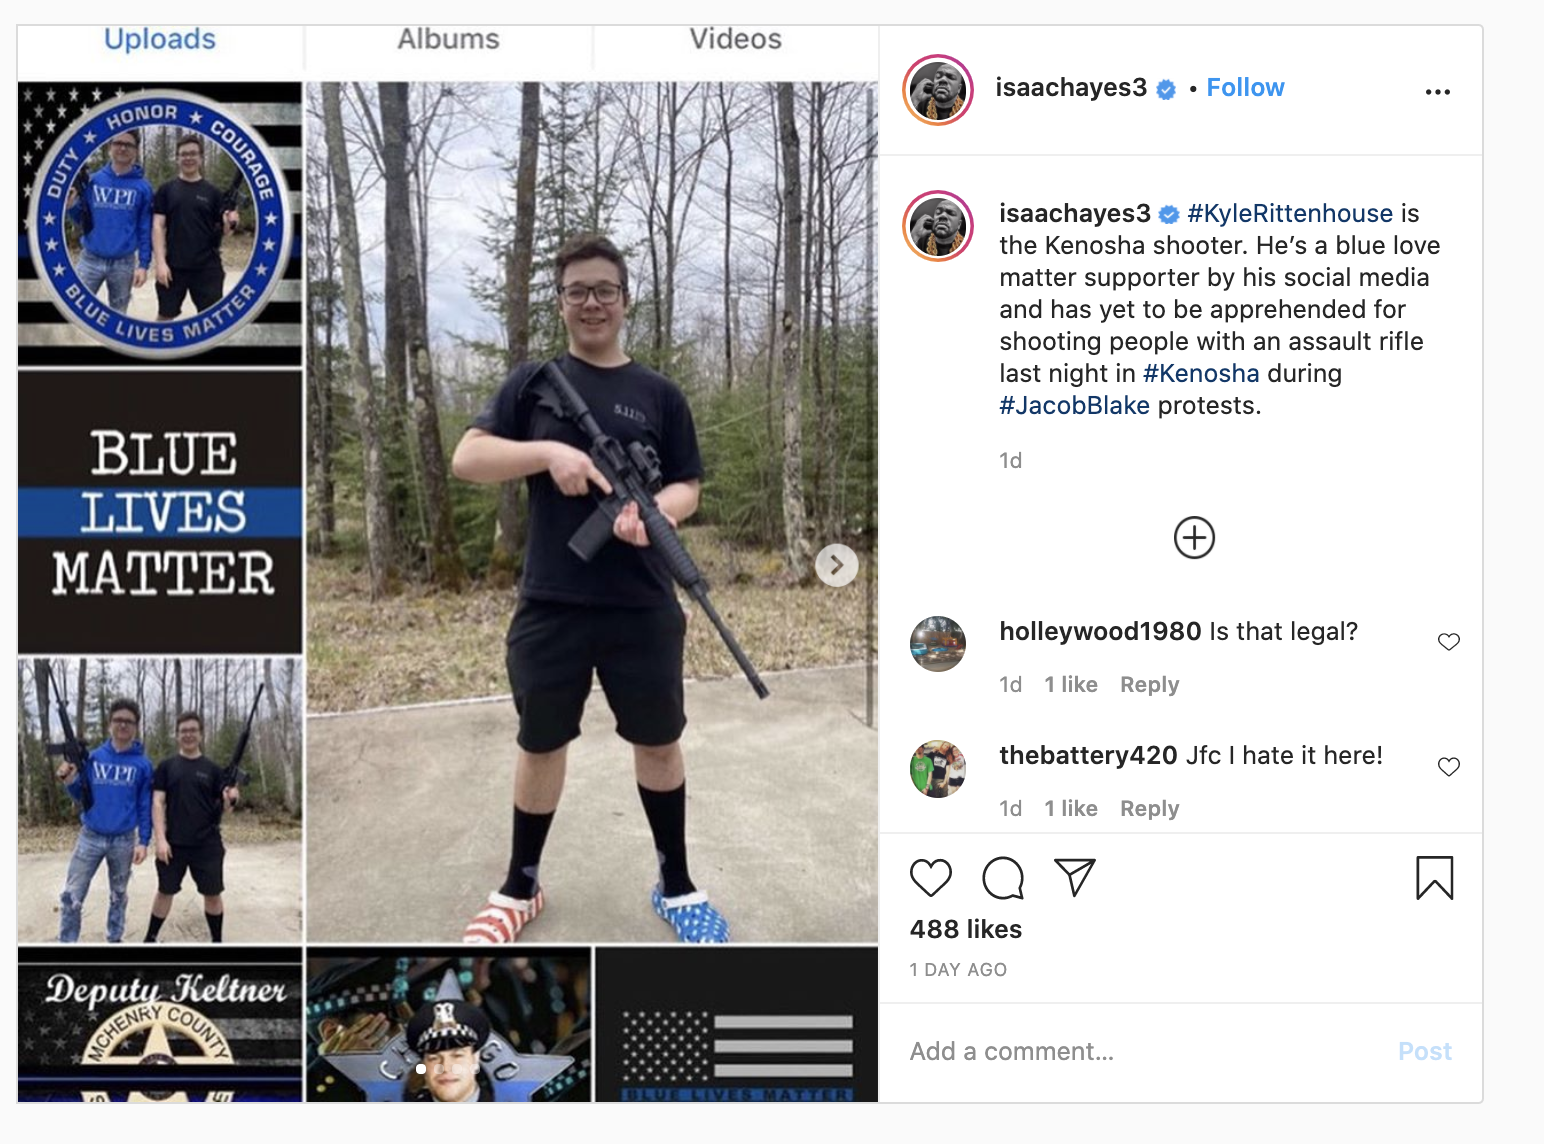 Uploads
Albums
Videos
DUTY ★ HONOR ★ COURAGE
BLUE LIVES MATTER
WPI
BLUE
LIVES
MATTER
WPI
5.11
Deputy Keltner
MCHENRY COUNTY
CH GO
BLUE LIVES MATTER
isaachayes3 • Follow
...
isaachayes3 #KyleRittenhouse is
the Kenosha shooter. He’s a blue love
matter supporter by his social media
and has yet to be apprehended for
shooting people with an assault rifle
last night in #Kenosha during
#JacobBlake protests.
1d
holleywood1980 Is that legal?
1d 1 like Reply
thebattery420 Jfc I hate it here!
1d 1 like Reply
488 likes
1 DAY AGO
Add a comment...
Post